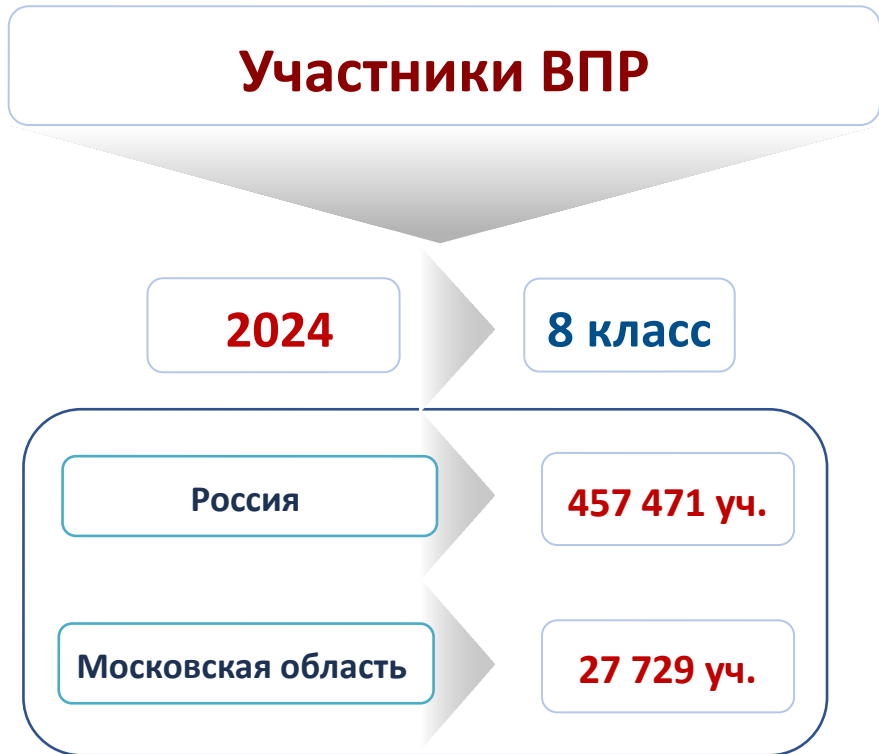 Участники ВПР
2024
8 класс
Россия
457 471 уч.
Московская область
27 729 уч.